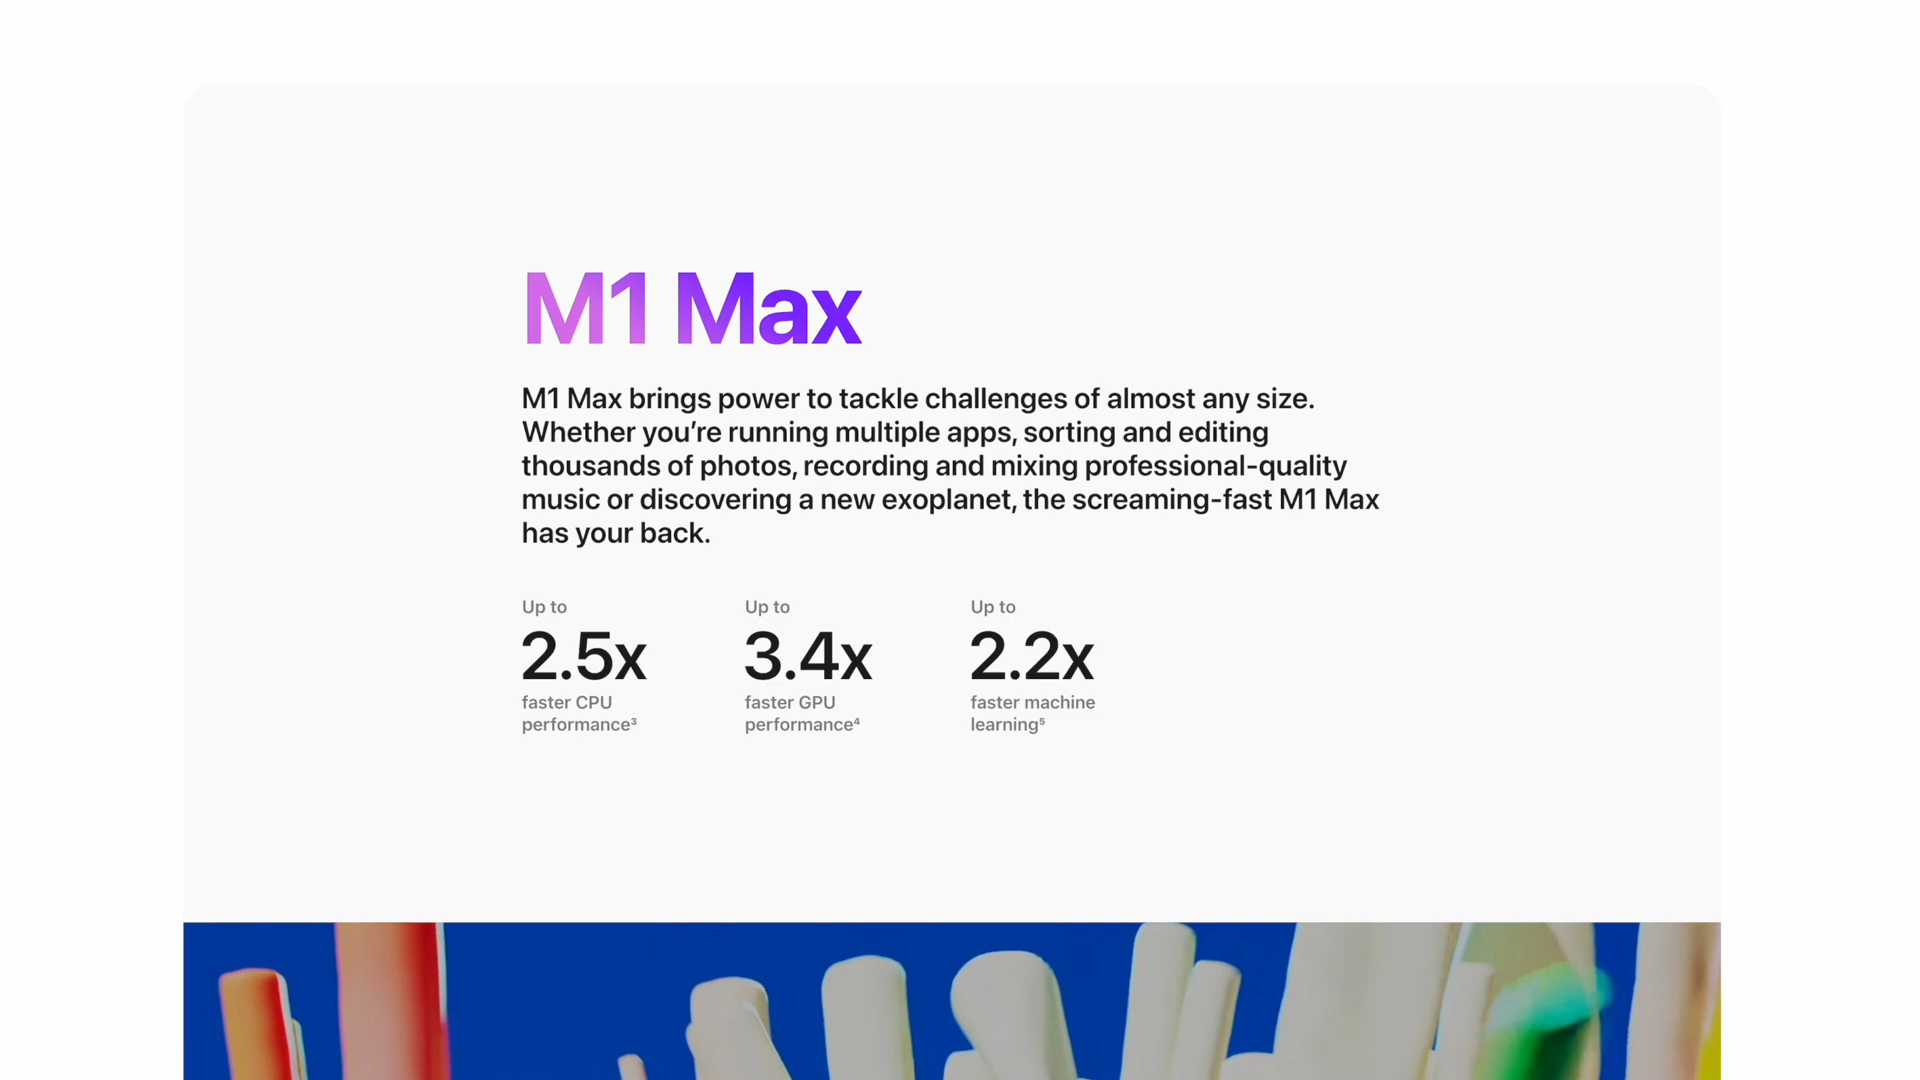 M1 Max
M1 Max brings power to tackle challenges of almost any size.
Whether you’re running multiple apps, sorting and editing
thousands of photos, recording and mixing professional-quality
music or discovering a new exoplanet, the screaming-fast M1 Max
has your back.
Up to
2.5x
faster CPU
performance³
Up to
3.4x
faster GPU
performance⁴
Up to
2.2x
faster machine
learning⁵